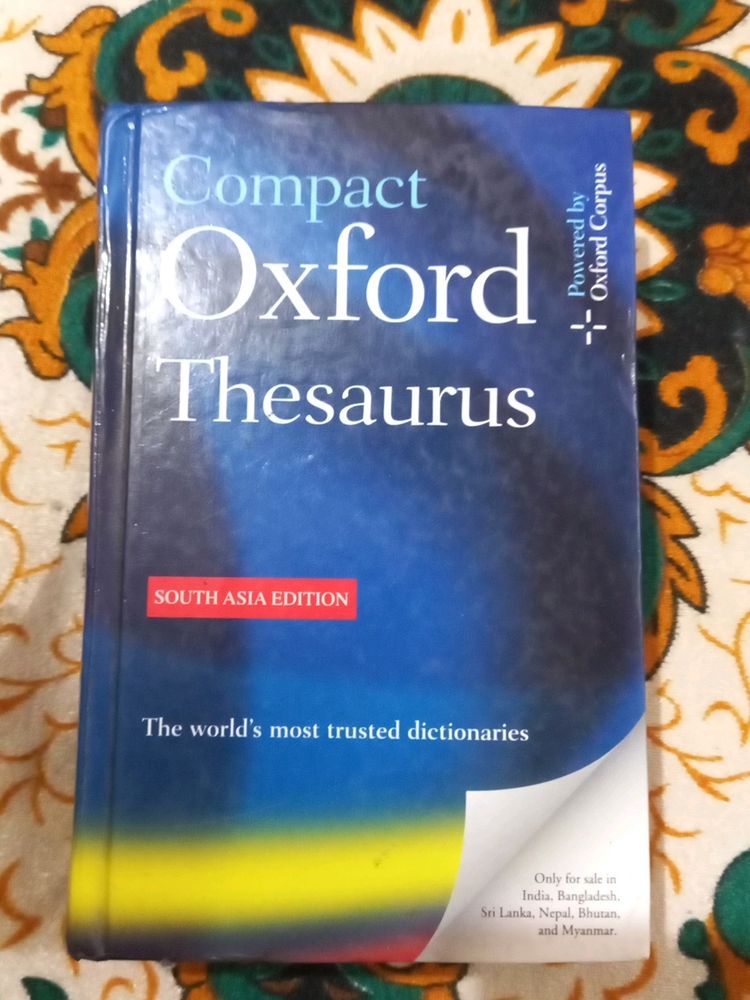 Compact
Oxford
Thesaurus
Powered by
Oxford Corpus
SOUTH ASIA EDITION
The world's most trusted dictionaries
Only for sale in
India, Bangladesh,
Sri Lanka, Nepal, Bhutan,
and Myanmar.